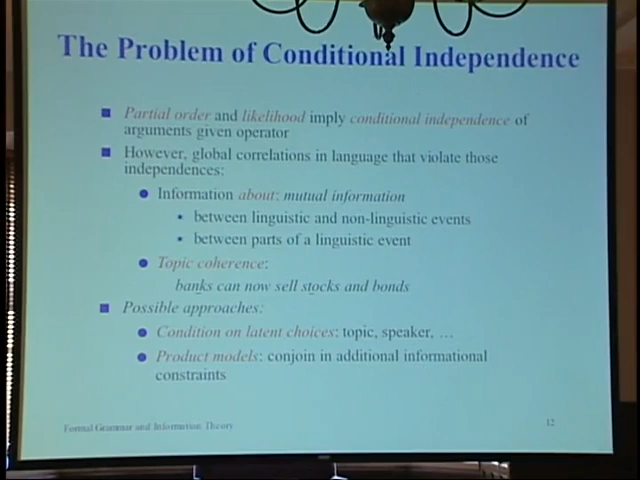 The Problem of Conditional Independence
Partial order and likelihood imply conditional independence of
arguments given operator
However, global correlations in language that violate those
independences:
Information about: mutual information
between linguistic and non-linguistic events
between parts of a linguistic event
Topic coherence:
banks can now sell stocks and bonds
Possible approaches:
Condition on latent choices: topic, speaker, …
Product models: conjoin in additional informational
constraints
Formal Grammar and Information Theory
12